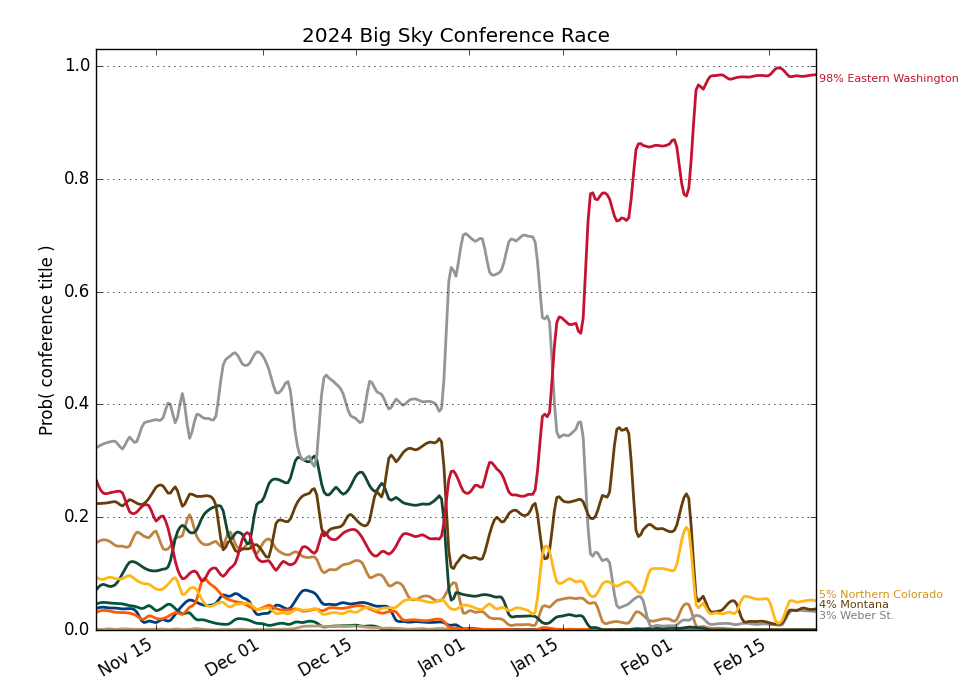 2024 Big Sky Conference Race
Prob( conference title )
1.0
0.8
0.6
0.4
0.2
0.0
98% Eastern Washington
5% Northern Colorado
4% Montana
3% Weber St.
Nov 15
Dec 01
Dec 15
Jan 01
Jan 15
Feb 01
Feb 15